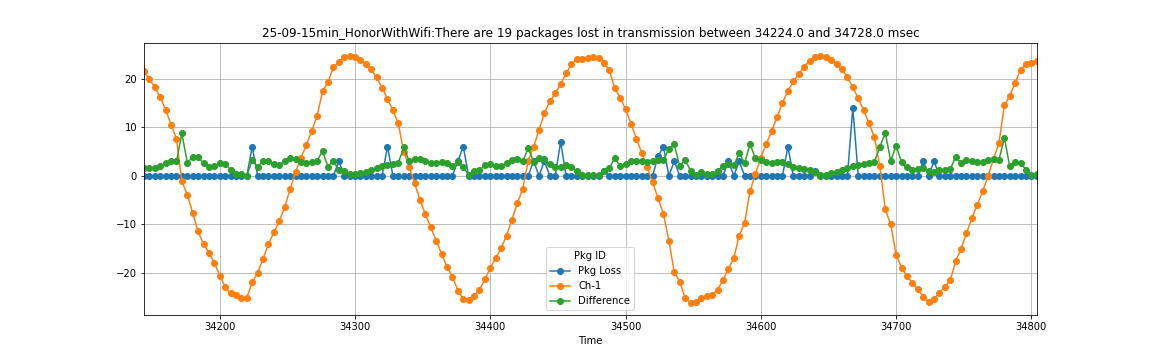 25-09-15min_HonorWithWifi:There are 19 packages lost in transmission between 34224.0 and 34728.0 msec
20
10
0
−10
−20
Pkg ID
Pkg Loss
Ch-1
Difference
34200 34300 34400 34500 34600 34700 34800
Time